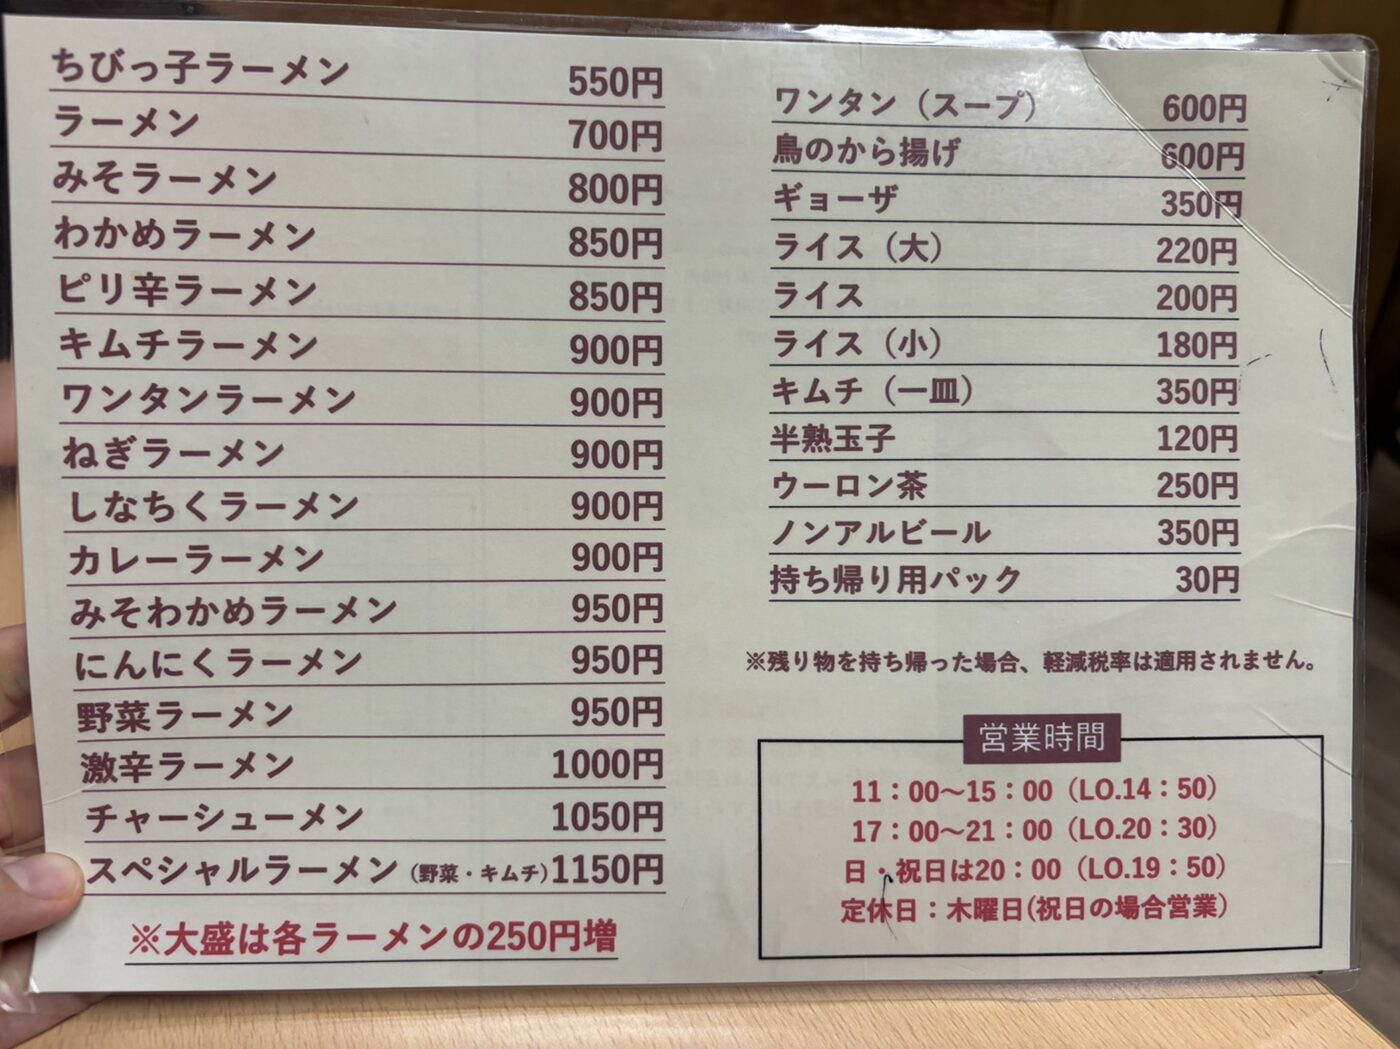 ちびっ子ラーメン 550円
ラーメン 700円
みそラーメン 800円
わかめラーメン 850円
ピリ辛ラーメン 850円
キムチラーメン 900円
ワンタンラーメン 900円
ねぎラーメン 900円
しなちくラーメン 900円
カレーラーメン 900円
みそわかめラーメン 950円
にんにくラーメン 950円
野菜ラーメン 950円
激辛ラーメン 1000円
チャーシューメン 1050円
スペシャルラーメン（野菜・キムチ）1150円
※大盛は各ラーメンの250円増
ワンタン（スープ） 600円
鳥のから揚げ 600円
ギョーザ 350円
ライス（大） 220円
ライス 200円
ライス（小） 180円
キムチ（一皿） 350円
半熟玉子 120円
ウーロン茶 250円
ノンアルビール 350円
持ち帰り用パック 30円
※残り物を持ち帰った場合、軽減税率は適用されません。
営業時間
11：00〜15：00（LO.14：50）
17：00〜21：00（LO.20：30）
日・祝日は20：00（LO.19：50）
定休日：木曜日(祝日の場合営業)